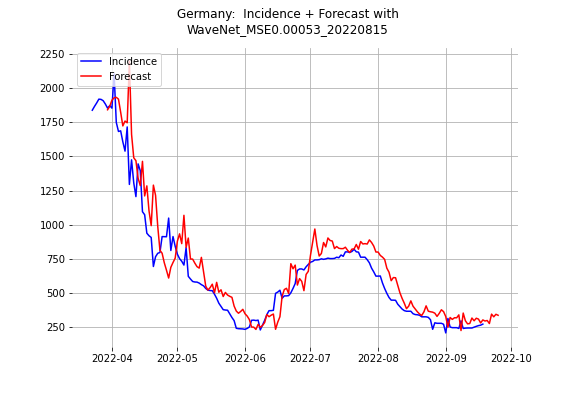 Germany:  Incidence + Forecast with
WaveNet_MSE0.00053_20220815
Incidence
Forecast
2250
2000
1750
1500
1250
1000
750
500
250
2022-04 2022-05 2022-06 2022-07 2022-08 2022-09 2022-10